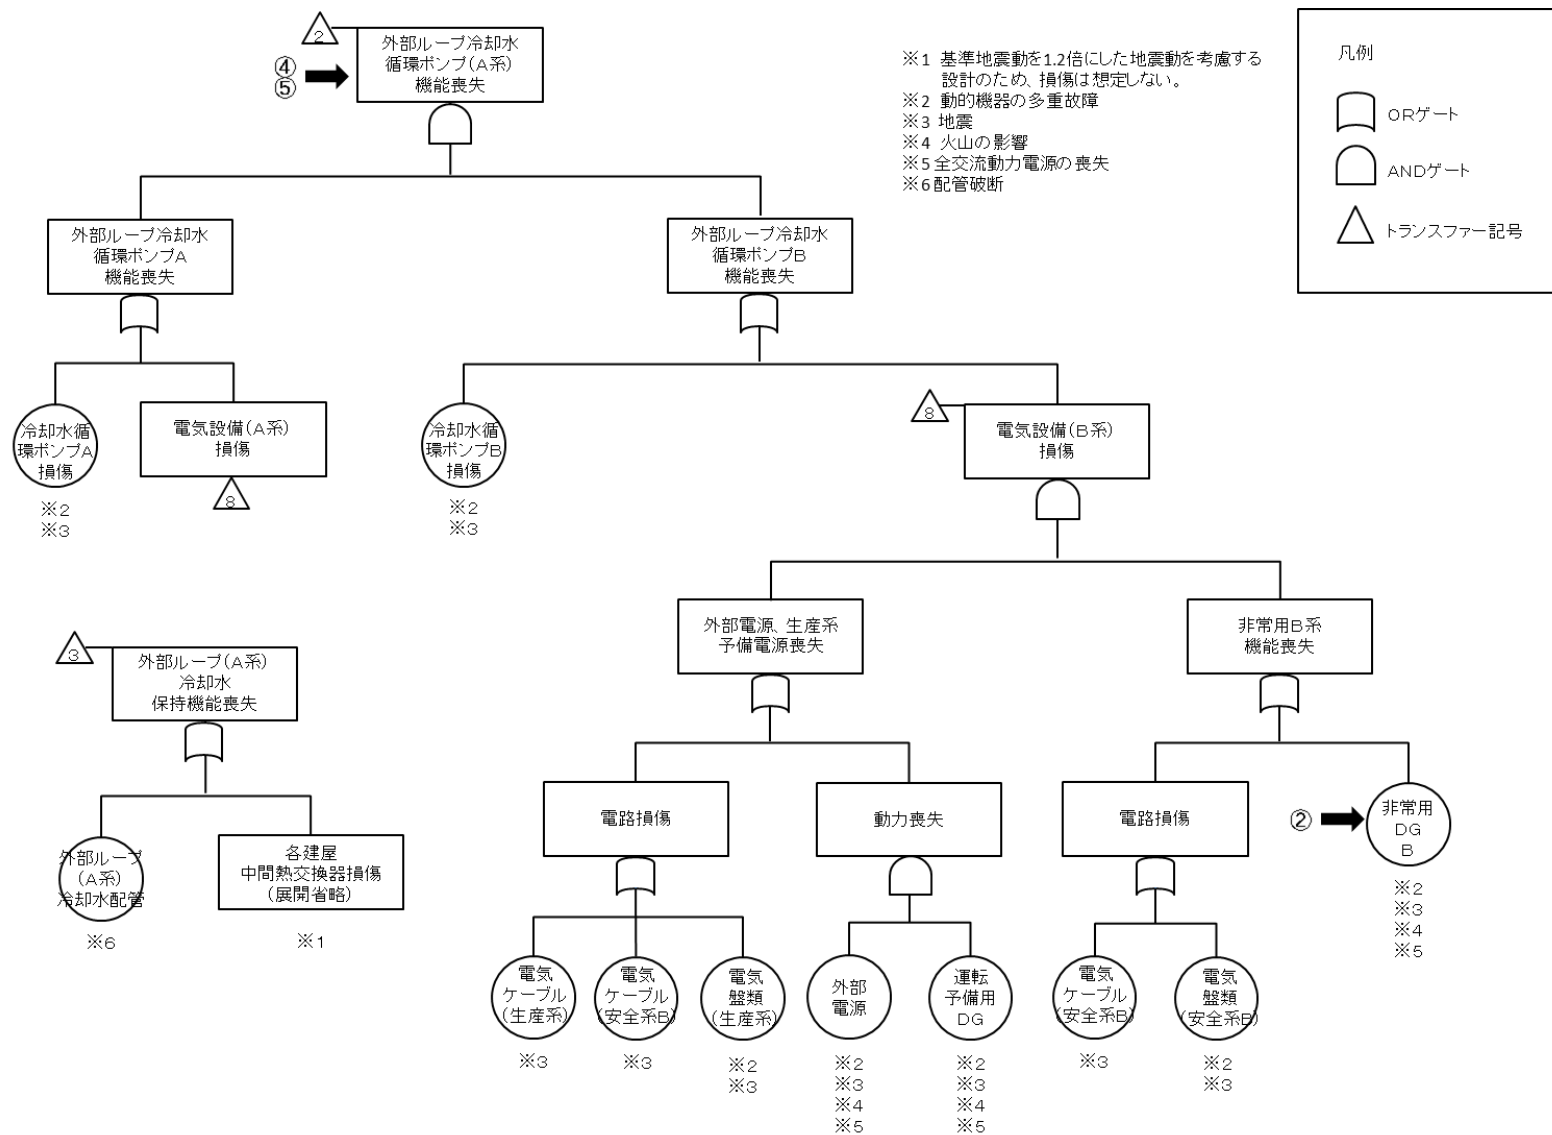 2
外部ループ冷却水
循環ポンプ(A系)
機能喪失
④
⑤
※1 基準地震動を1.2倍にした地震動を考慮する
設計のため、損傷は想定しない。
※2 動的機器の多重故障
※3 地震
※4 火山の影響
※5 全交流動力電源の喪失
※6 配管破断
凡例
ORゲート
ANDゲート
トランスファー記号
外部ループ冷却水
循環ポンプA
機能喪失
外部ループ冷却水
循環ポンプB
機能喪失
冷却水循
環ポンプA
損傷
※2
※3
電気設備(A系)
損傷
8
冷却水循
環ポンプB
損傷
※2
※3
8
電気設備(B系)
損傷
外部電源、生産系
予備電源喪失
非常用B系
機能喪失
3
外部ループ(A系)
冷却水
保持機能喪失
外部ループ
(A系)
冷却水配管
※6
各建屋
中間熱交換器損傷
(展開省略)
※1
電路損傷
動力喪失
電路損傷
②
非常用
DG
B
※2
※3
※4
※5
電気
ケーブル
(生産系)
※3
電気
ケーブル
(安全系B)
※3
電気
盤類
(生産系)
※2
※3
外部
電源
※2
※3
※4
※5
運転
予備用
DG
※2
※3
※4
※5
電気
ケーブル
(安全系B)
※3
電気
盤類
(安全系B)
※2
※3